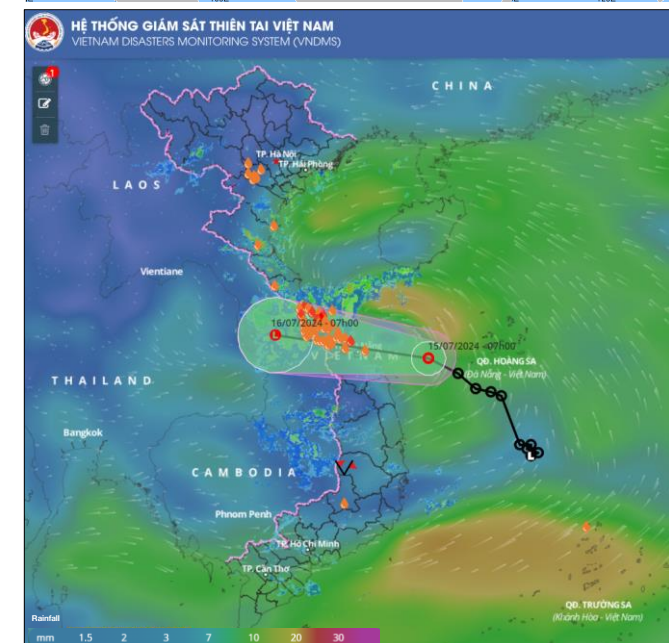 HỆ THỐNG GIÁM SÁT THIÊN TAI VIỆT NAM
VIETNAM DISASTERS MONITORING SYSTEM (VNDMS)
1
CHINA
TP. Hà Nội
TP. Hải Phòng
LAOS
Vientiane
16/07/2024 - 07h00
15/07/2024 - 07h00
L
VIETNAM
QĐ. HOÀNG SA
(Đà Nẵng - Việt Nam)
THAILAND
Bangkok
L
CAMBODIA
Phnom Penh
TP. Hồ Chí Minh
TP. Cần Thơ
QĐ. TRƯỜNG SA
(Khánh Hòa - Việt Nam)
Rainfall
mm 1.5 2 3 7 10 20 30